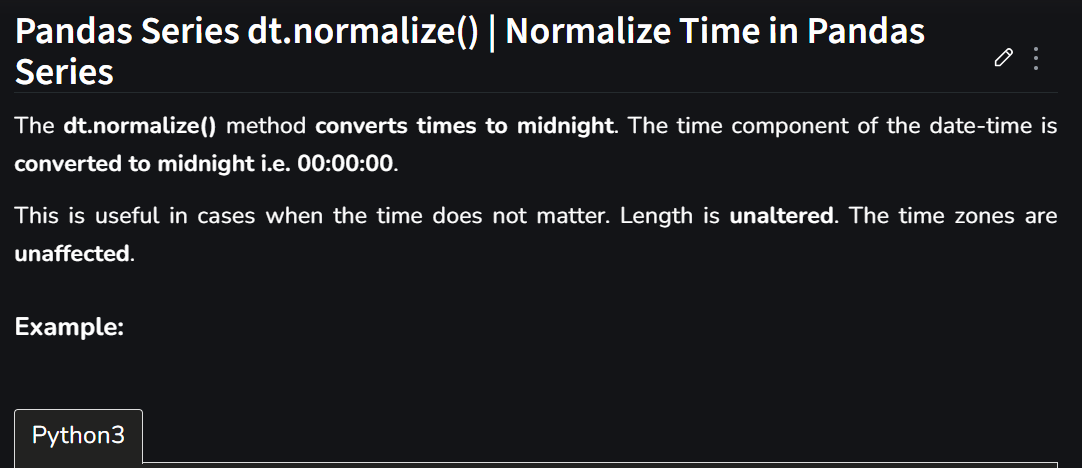 Pandas Series dt.normalize() | Normalize Time in Pandas
Series
The dt.normalize() method converts times to midnight. The time component of the date-time is
converted to midnight i.e. 00:00:00.
This is useful in cases when the time does not matter. Length is unaltered. The time zones are
unaffected.
Example:
Python3